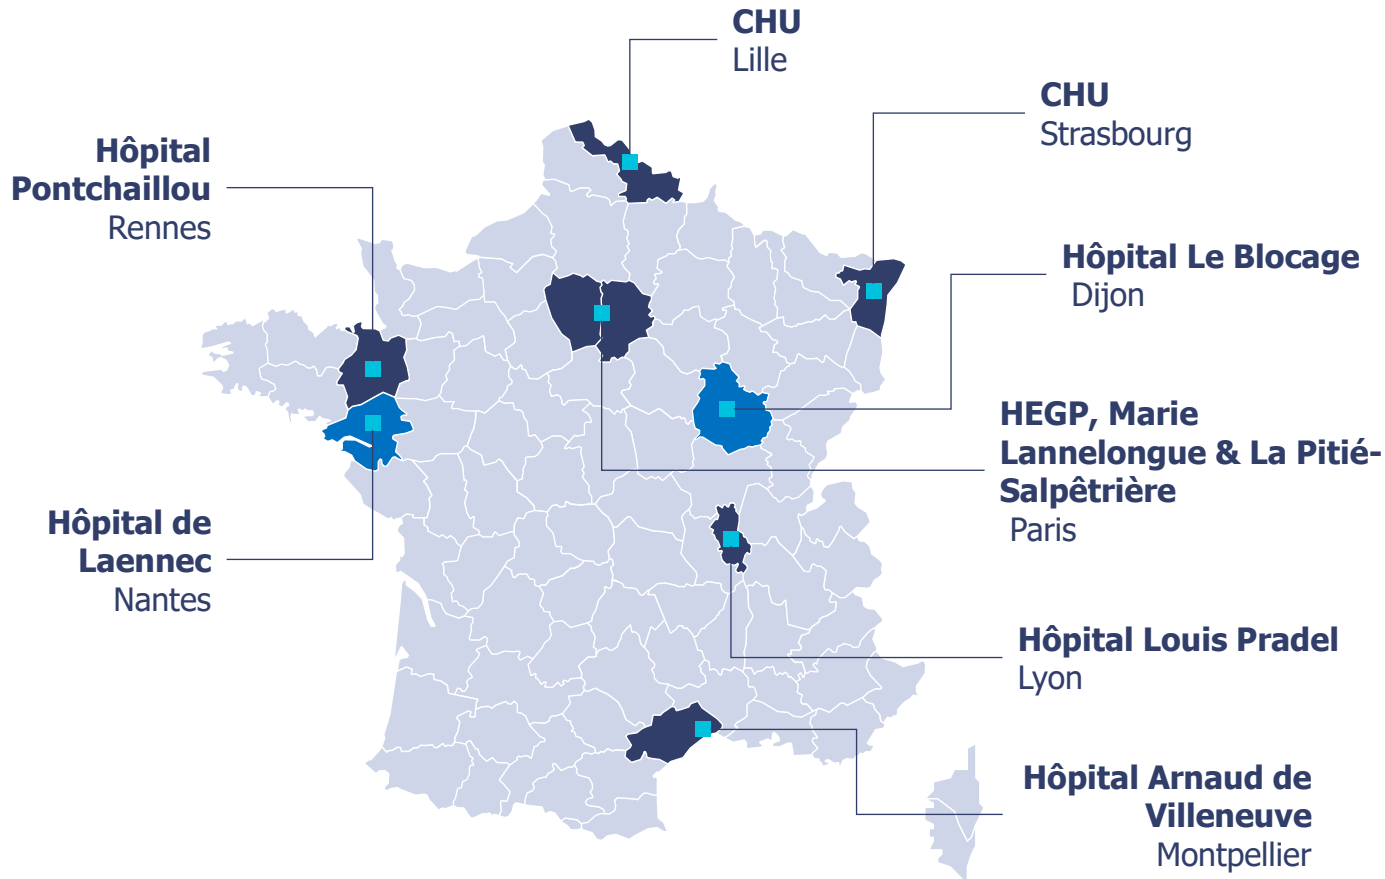 CHU
Lille
CHU
Strasbourg
Hôpital
Pontchaillou
Rennes
Hôpital Le Blocage
Dijon
HEGP, Marie
Lannelongue & La Pitié-
Salpêtrière
Paris
Hôpital de
Laennec
Nantes
Hôpital Louis Pradel
Lyon
Hôpital Arnaud de
Villeneuve
Montpellier